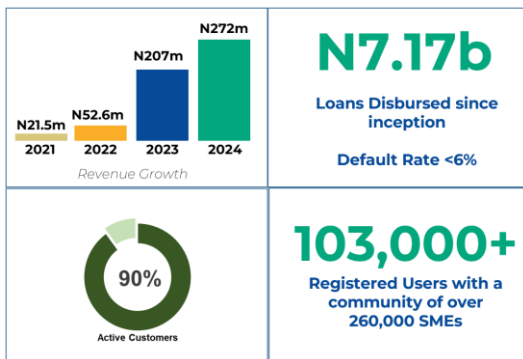 N21.5m N52.6m N207m N272m
2021 2022 2023 2024
Revenue Growth
N7.17b
Loans Disbursed since
inception
Default Rate <6%
90%
Active Customers
103,000+
Registered Users with a
community of over
260,000 SMEs